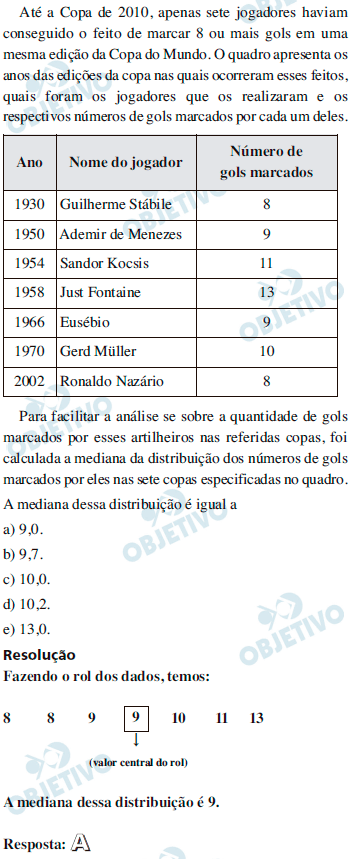 Até a Copa de 2010, apenas sete jogadores haviam
conseguido o feito de marcar 8 ou mais gols em uma
mesma edição da Copa do Mundo. O quadro apresenta os
anos das edições da copa nas quais ocorreram esses feitos,
quais foram os jogadores que os realizaram e os
respectivos números de gols marcados por cada um deles.
Ano Nome do jogador Número de gols marcados
1930 Guilherme Stábile 8
1950 Ademir de Menezes 9
1954 Sandor Kocsis 11
1958 Just Fontaine 13
1966 Eusébio 9
1970 Gerd Müller 10
2002 Ronaldo Nazário 8
Para facilitar a análise se sobre a quantidade de gols
marcados por esses artilheiros nas referidas copas, foi
calculada a mediana da distribuição dos números de gols
marcados por eles nas sete copas especificadas no quadro.
A mediana dessa distribuição é igual a
a) 9,0.
b) 9,7.
c) 10,0.
d) 10,2.
e) 13,0.
Resolução
Fazendo o rol dos dados, temos:
8 8 9 9 10 11 13
↓
(valor central do rol)
A mediana dessa distribuição é 9.
Resposta: A
OBJETIVO
OBJETIVO
OBJETIVO
OBJETIVO
OBJETIVO
OBJETIVO
OBJETIVO